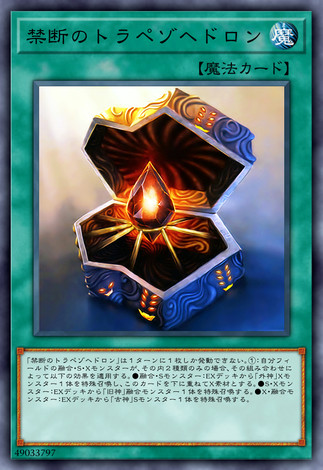 禁断のトラペゾヘドロン
魔
【魔法カード】
「禁断のトラペゾヘドロン」は１ターンに１枚しか発動できない。①：自分フィ
ールドの融合・Ｓ・Ｘモンスターが、その内２種類のみの場合、その組み合わせに
よって以下の効果を適用する。●融合・Ｓモンスター：EXデッキから「外神」Ｘモ
ンスター１体を特殊召喚し、このカードを下に重ねてＸ素材とする。●Ｓ・Ｘモン
スター：EXデッキから「旧神」融合モンスター１体を特殊召喚する。●Ｘ・融合モ
ンスター：EXデッキから「古神」Ｓモンスター１体を特殊召喚する。
49033797